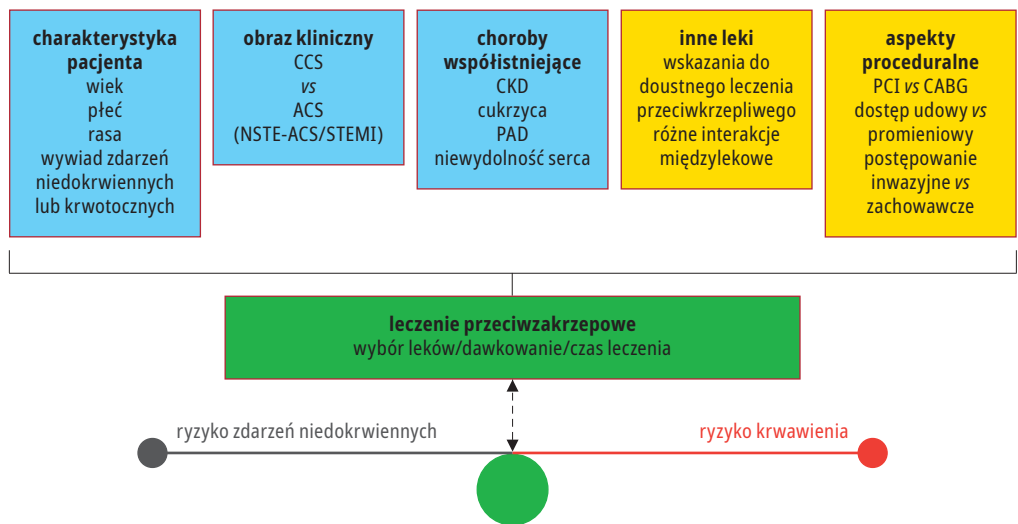 charakterystyka
pacjenta
wiek
płeć
rasa
wywiad zdarzeń
niedokrwiennych
lub krwotocznych
obraz kliniczny
CCS
vs
ACS
(NSTE-ACS/STEMI)
choroby
współistniejące
CKD
cukrzyca
PAD
niewydolność serca
inne leki
wskazania do
doustnego leczenia
przeciwkrzepliwego
różne interakcje
międzylekowe
aspekty
proceduralne
PCI vs CABG
dostęp udowy vs
promieniowy
postępowanie
inwazyjne vs
zachowawcze
leczenie przeciwzakrzepowe
wybór leków/dawkowanie/czas leczenia
ryzyko zdarzeń niedokrwiennych
ryzyko krwawienia